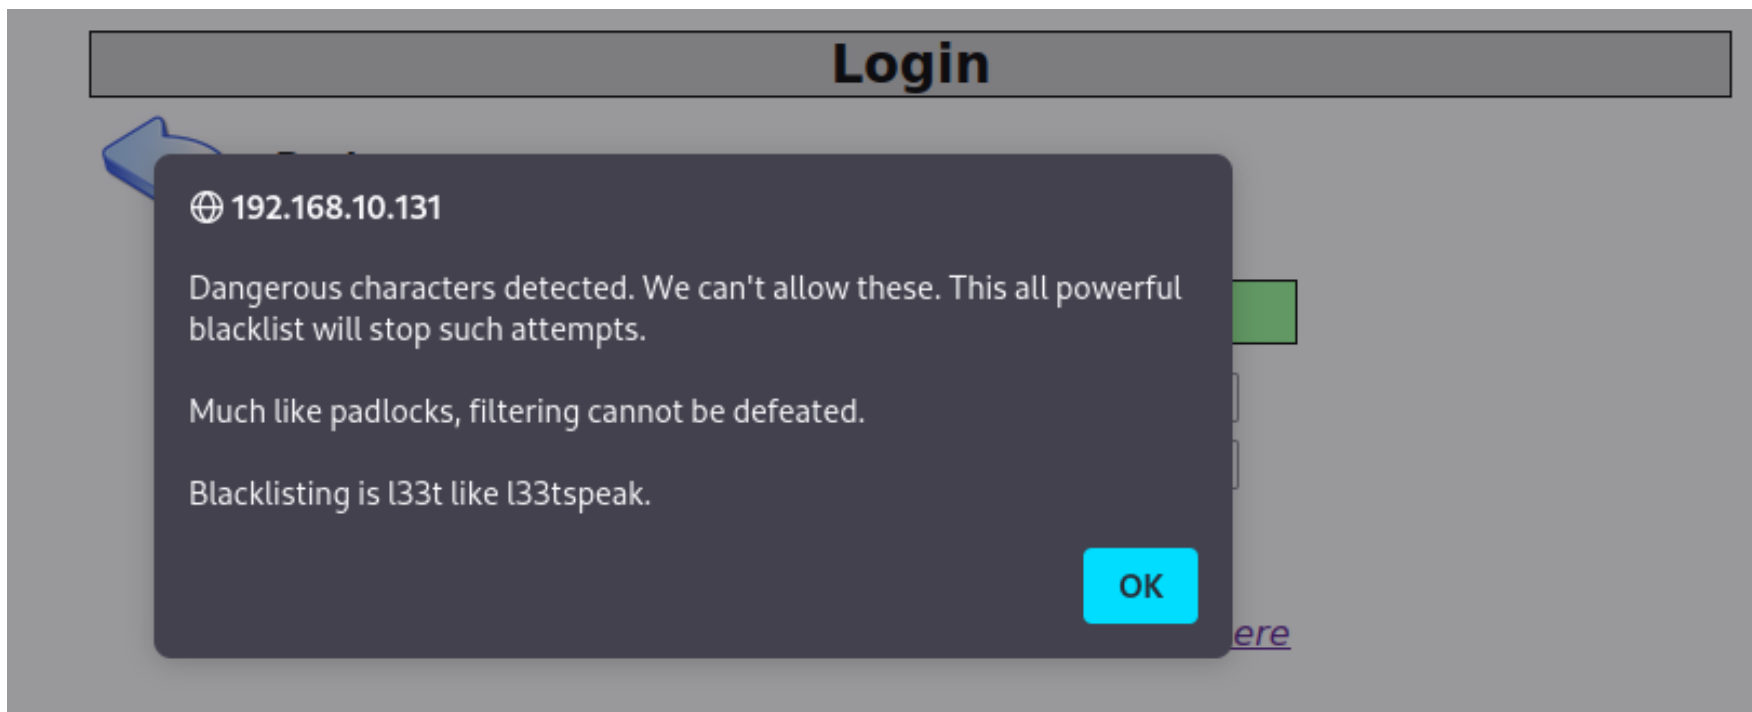 Login
192.168.10.131
Dangerous characters detected. We can't allow these. This all powerful
blacklist will stop such attempts.
Much like padlocks, filtering cannot be defeated.
Blacklisting is l33t like l33tspeak.
OK
ere